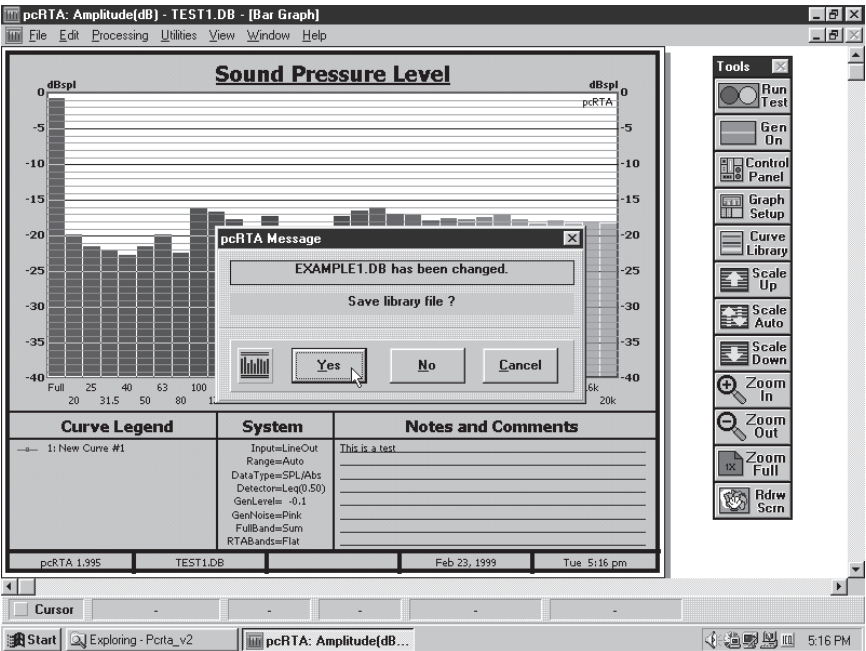 pcRTA: Amplitude(dB) - TEST1.DB - [Bar Graph]
File Edit Processing Utilities View Window Help
Sound Pressure Level
dBspl dBspl
pcRTA
0 0
-5 -5
-10 -10
-15 -15
-20 -20
-25 -25
-30 -30
-35 -35
-40 -40
Full 25 40 63 100
20 31.5 50 80 20k
pcRTA Message
EXAMPLE1.DB has been changed.
Save library file ?
Yes No Cancel
Curve Legend System Notes and Comments
1: New Curve #1
Input=LineOut
Range=Auto
DataType=SPL/Abs
Detector=Leq(0.50)
GenLevel= -0.1
GenNoise=Pink
FullBand=Sum
RTABands=Flat
This is a test
pcRTA 1.995 TEST1.DB Feb 23, 1999 Tue 5:16 pm
Tools
Run Test
Gen On
Control Panel
Graph Setup
Curve Library
Scale Up
Scale Auto
Scale Down
Zoom In
Zoom Out
1X Zoom Full
Rdrw Scrn
Cursor - - - - -
Start Exploring - Pcrta_v2 pcRTA: Amplitude(dB... 5:16 PM